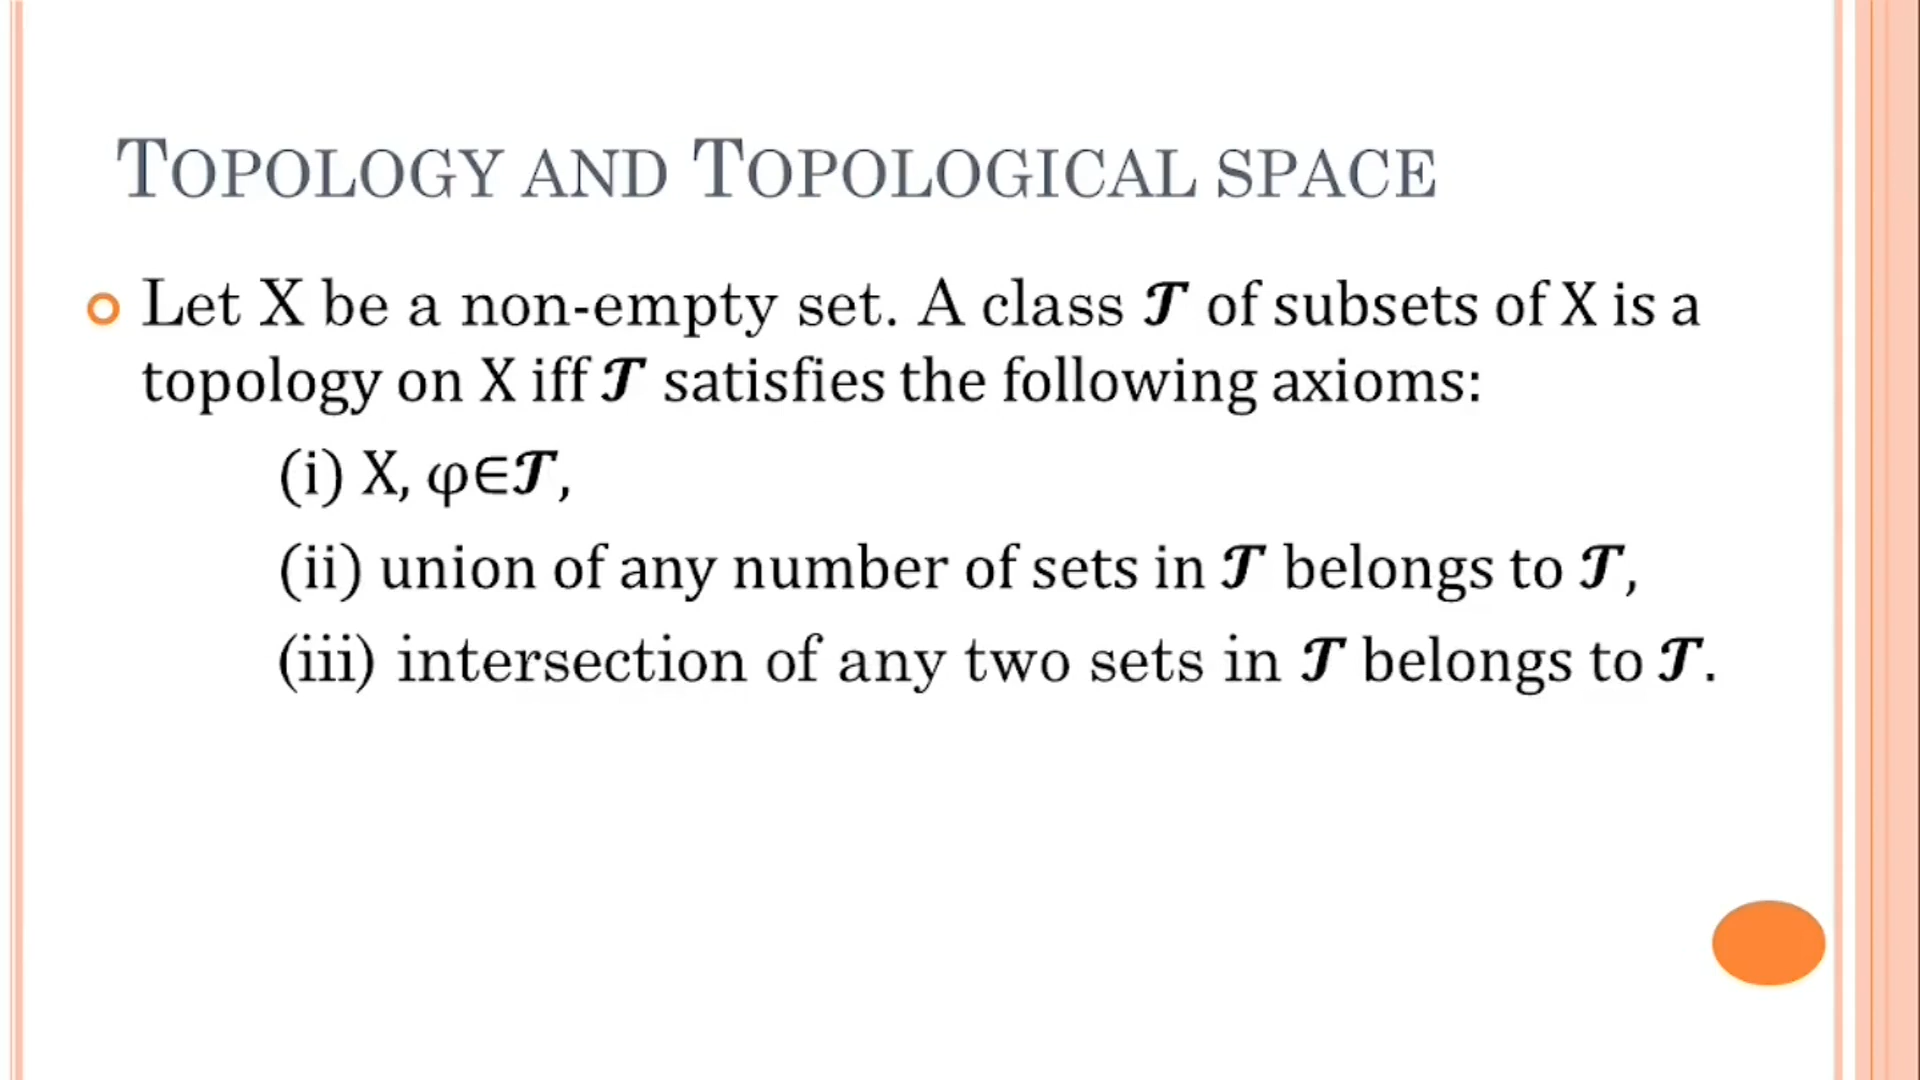 TOPOLOGY AND TOPOLOGICAL SPACE
Let X be a non-empty set. A class 𝓣 of subsets of X is a
topology on X iff 𝓣 satisfies the following axioms:
(i) X, φ∈𝓣,
(ii) union of any number of sets in 𝓣 belongs to 𝓣,
(iii) intersection of any two sets in 𝓣 belongs to 𝓣.